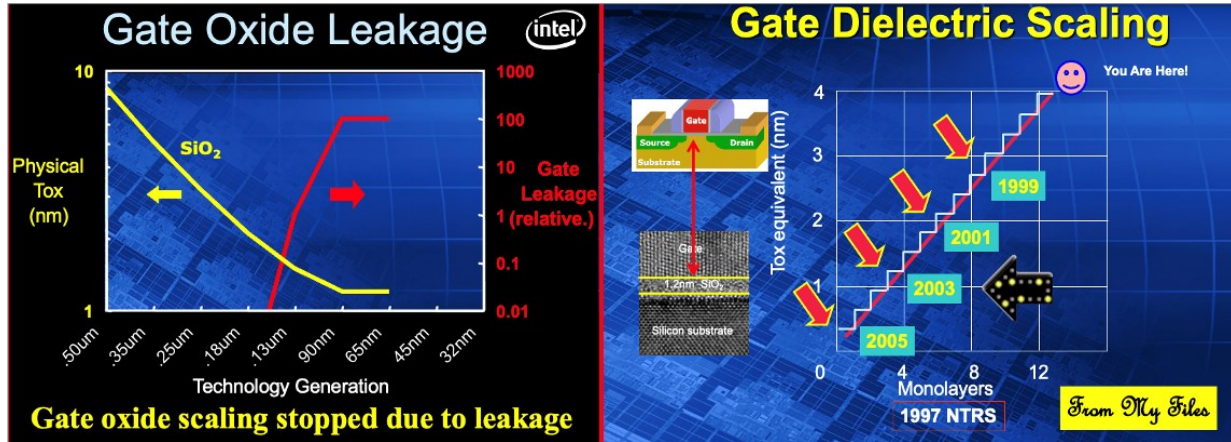 Gate Oxide Leakage
intel
10
1
Physical
Tox
(nm)
SiO₂
1000
100
10
1
0.1
0.01
Gate
Leakage
(relative.)
.50um
.35um
.25um
.18um
.13um
90nm
65nm
45nm
32nm
Technology Generation
Gate oxide scaling stopped due to leakage
Gate Dielectric Scaling
You Are Here!
Gate
Source
Drain
Substrate
Gate
1.2nm SiO₂
Silicon substrate
Tox equivalent (nm)
4
3
2
1
1999
2001
2003
2005
0
4
8
12
Monolayers
1997 NTRS
From My Files